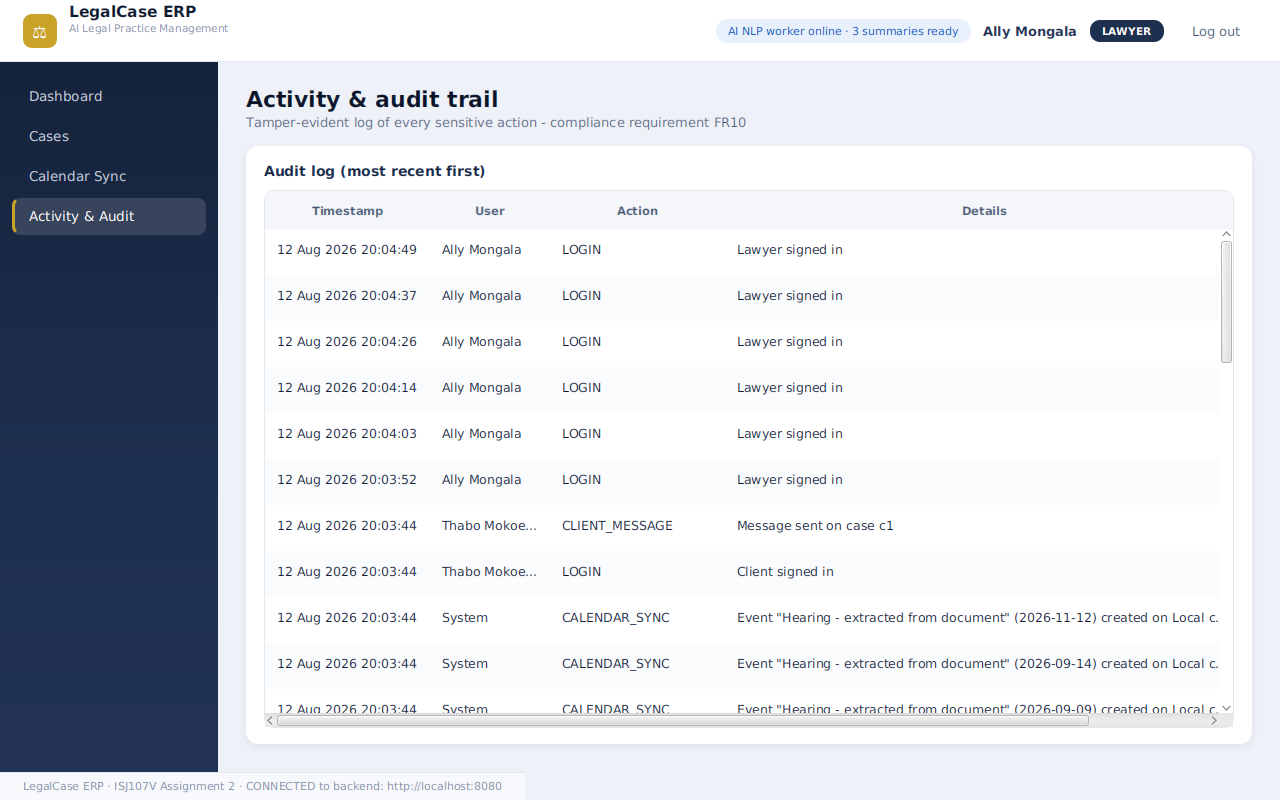 LegalCase ERP
AI Legal Practice Management
AI NLP worker online · 3 summaries ready
Ally Mongala
LAWYER
Log out
Dashboard
Cases
Calendar Sync
Activity & Audit
Activity & audit trail
Tamper-evident log of every sensitive action - compliance requirement FR10
Audit log (most recent first)
Timestamp User Action Details
12 Aug 2026 20:04:49 Ally Mongala LOGIN Lawyer signed in
12 Aug 2026 20:04:37 Ally Mongala LOGIN Lawyer signed in
12 Aug 2026 20:04:26 Ally Mongala LOGIN Lawyer signed in
12 Aug 2026 20:04:14 Ally Mongala LOGIN Lawyer signed in
12 Aug 2026 20:04:03 Ally Mongala LOGIN Lawyer signed in
12 Aug 2026 20:03:52 Ally Mongala LOGIN Lawyer signed in
12 Aug 2026 20:03:44 Thabo Mokoe... CLIENT_MESSAGE Message sent on case c1
12 Aug 2026 20:03:44 Thabo Mokoe... LOGIN Client signed in
12 Aug 2026 20:03:44 System CALENDAR_SYNC Event "Hearing - extracted from document" (2026-11-12) created on Local c.
12 Aug 2026 20:03:44 System CALENDAR_SYNC Event "Hearing - extracted from document" (2026-09-14) created on Local c.
12 Aug 2026 20:03:44 System CALENDAR_SYNC Event "Hearing - extracted from document" (2026-09-09) created on Local c.
LegalCase ERP · ISJ107V Assignment 2 · CONNECTED to backend: http://localhost:8080